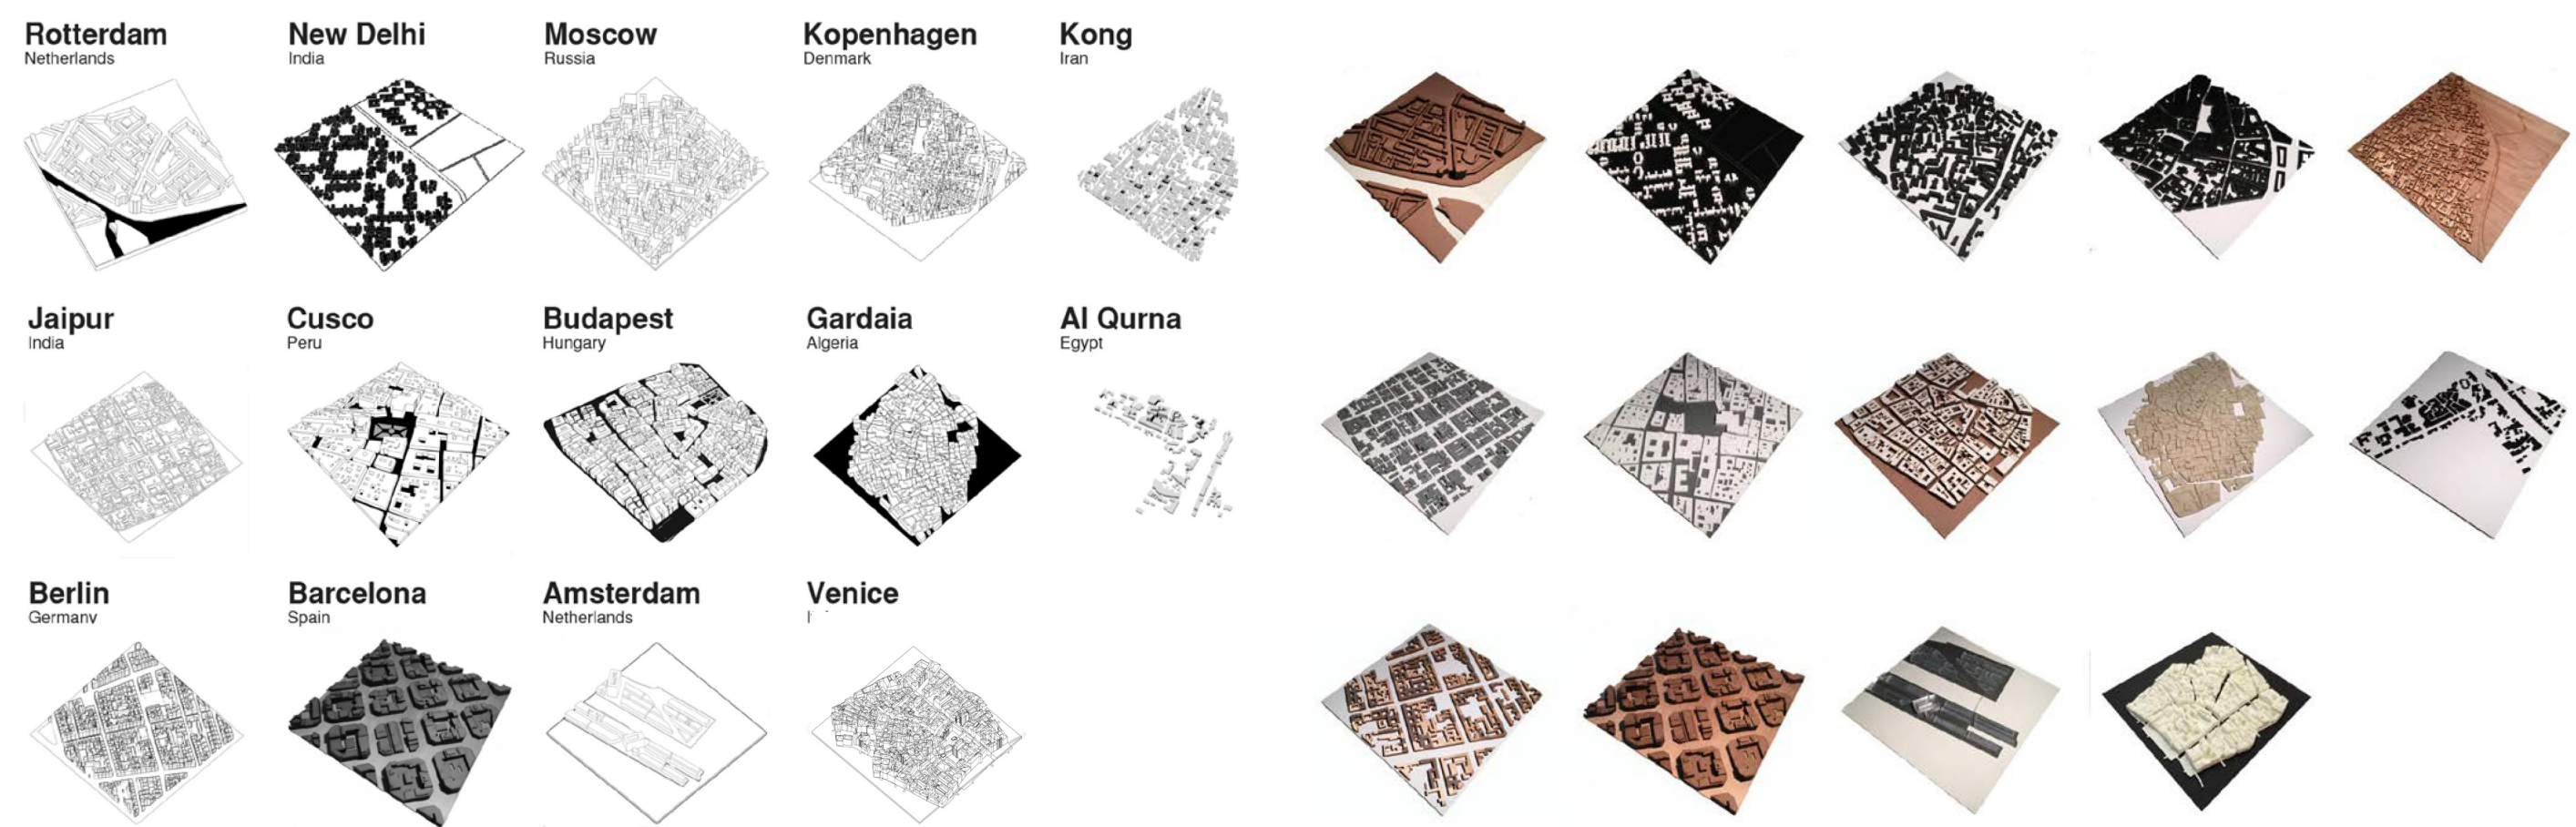 Rotterdam
Netherlands
New Delhi
India
Moscow
Russia
Kopenhagen
Denmark
Kong
Iran
Jaipur
India
Cusco
Peru
Budapest
Hungary
Gardaia
Algeria
Al Qurna
Egypt
Berlin
Germany
Barcelona
Spain
Amsterdam
Netherlands
Venice